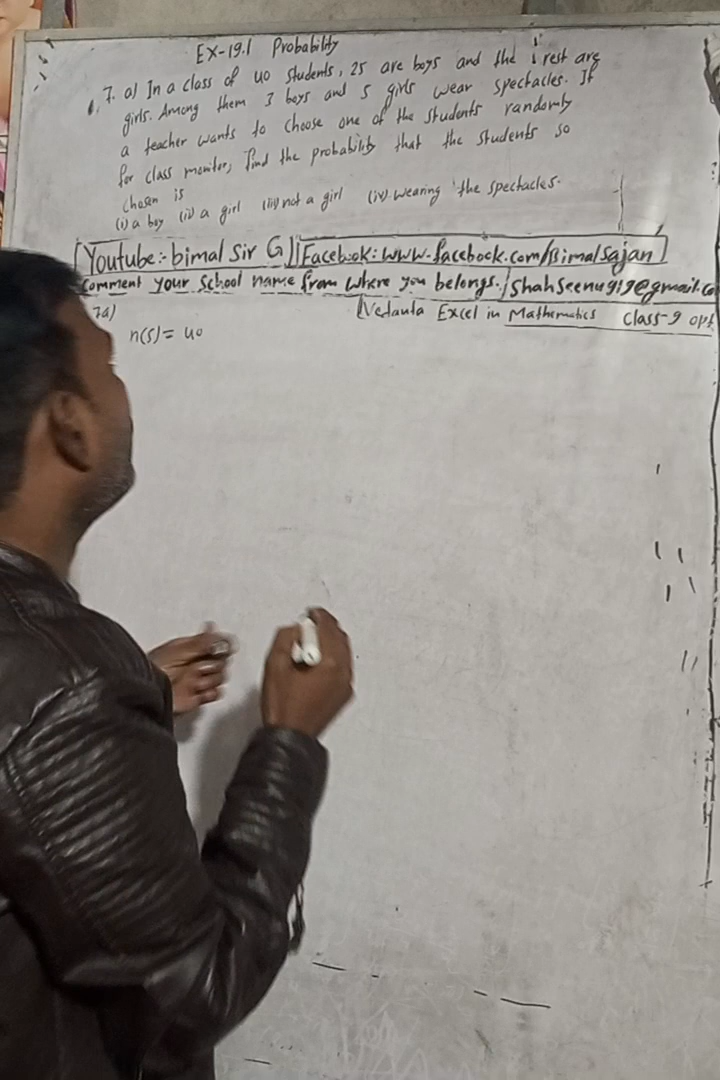 EX-19.1 Probability
7. a) In a class of 40 students, 25 are boys and the rest are
girls. Among them 3 boys and 5 girls wear spectacles. If
a teacher wants to choose one of the students randomly
for class monitor, find the probability that the students so
chosen is
(i) a boy (ii) a girl (iii) not a girl (iv) wearing the spectacles.
Youtube:- bimal Sir G || Facebook: www.facebook.com/Bimalsajan
Comment your School name from where you belongs. / Shahseenu919@gmail.co
7a) Vedanta Excel in Mathematics Class-9 opt
n(S) = 40